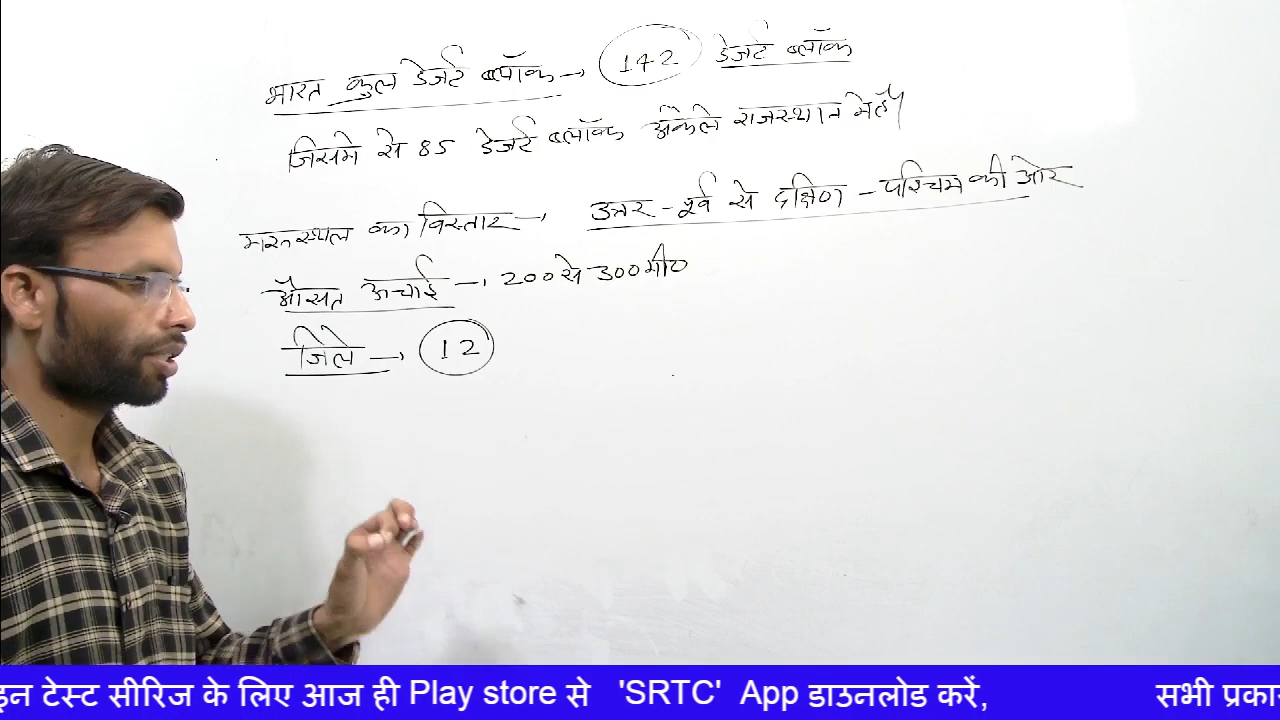 भारत कुल डेजर्ट ब्लॉक → 142 डेजर्ट ब्लॉक
जिसमे से 85 डेजर्ट ब्लॉक अकेले राजस्थान मे है।
मरुस्थल का विस्तार → उत्तर - पूर्व से दक्षिण - पश्चिम की ओर
औसत ऊचाई → 200 से 300 मी०
जिले → 12
इन टेस्ट सीरिज के लिए आज ही Play store से 'SRTC' App डाउनलोड करें, सभी प्रका